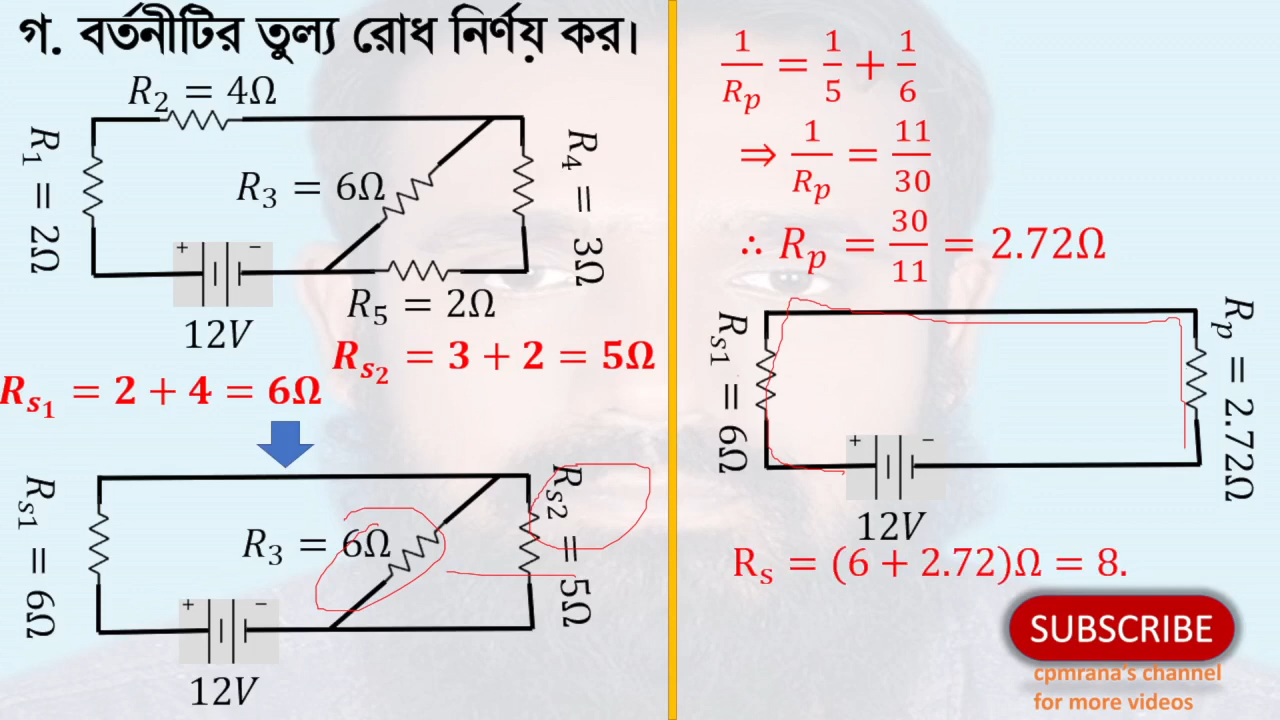 গ. বর্তনীটির তুল্য রোধ নির্ণয় কর।
R₂ = 4Ω
R₁ = 2Ω
R₃ = 6Ω
R₄ = 3Ω
+ −
12V
R₅ = 2Ω
Rₛ₂ = 3 + 2 = 5Ω
Rₛ₁ = 2 + 4 = 6Ω
Rₛ₁ = 6Ω
R₃ = 6Ω
Rₛ₂ = 5Ω
+ −
12V
1/Rₚ = 1/5 + 1/6
⇒ 1/Rₚ = 11/30
∴ Rₚ = 30/11 = 2.72Ω
Rₛ₁ = 6Ω
Rₚ = 2.72Ω
+ −
12V
Rₛ = (6 + 2.72)Ω = 8.
SUBSCRIBE
cpmrana's channel
for more videos